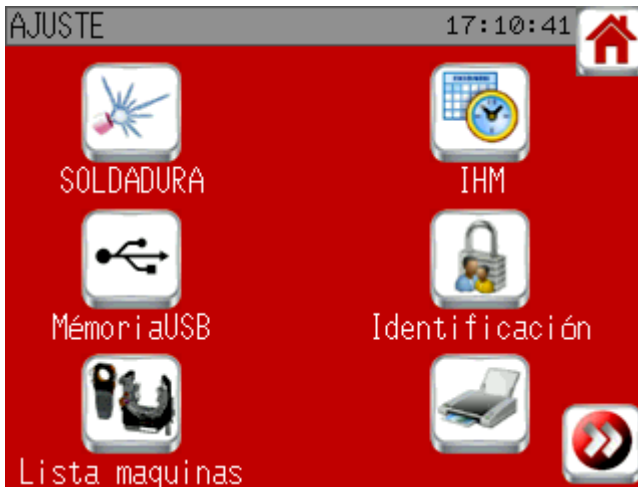 AJUSTE 17:10:41
SOLDADURA IHM
MémoriaUSB Identificación
Lista maquinas